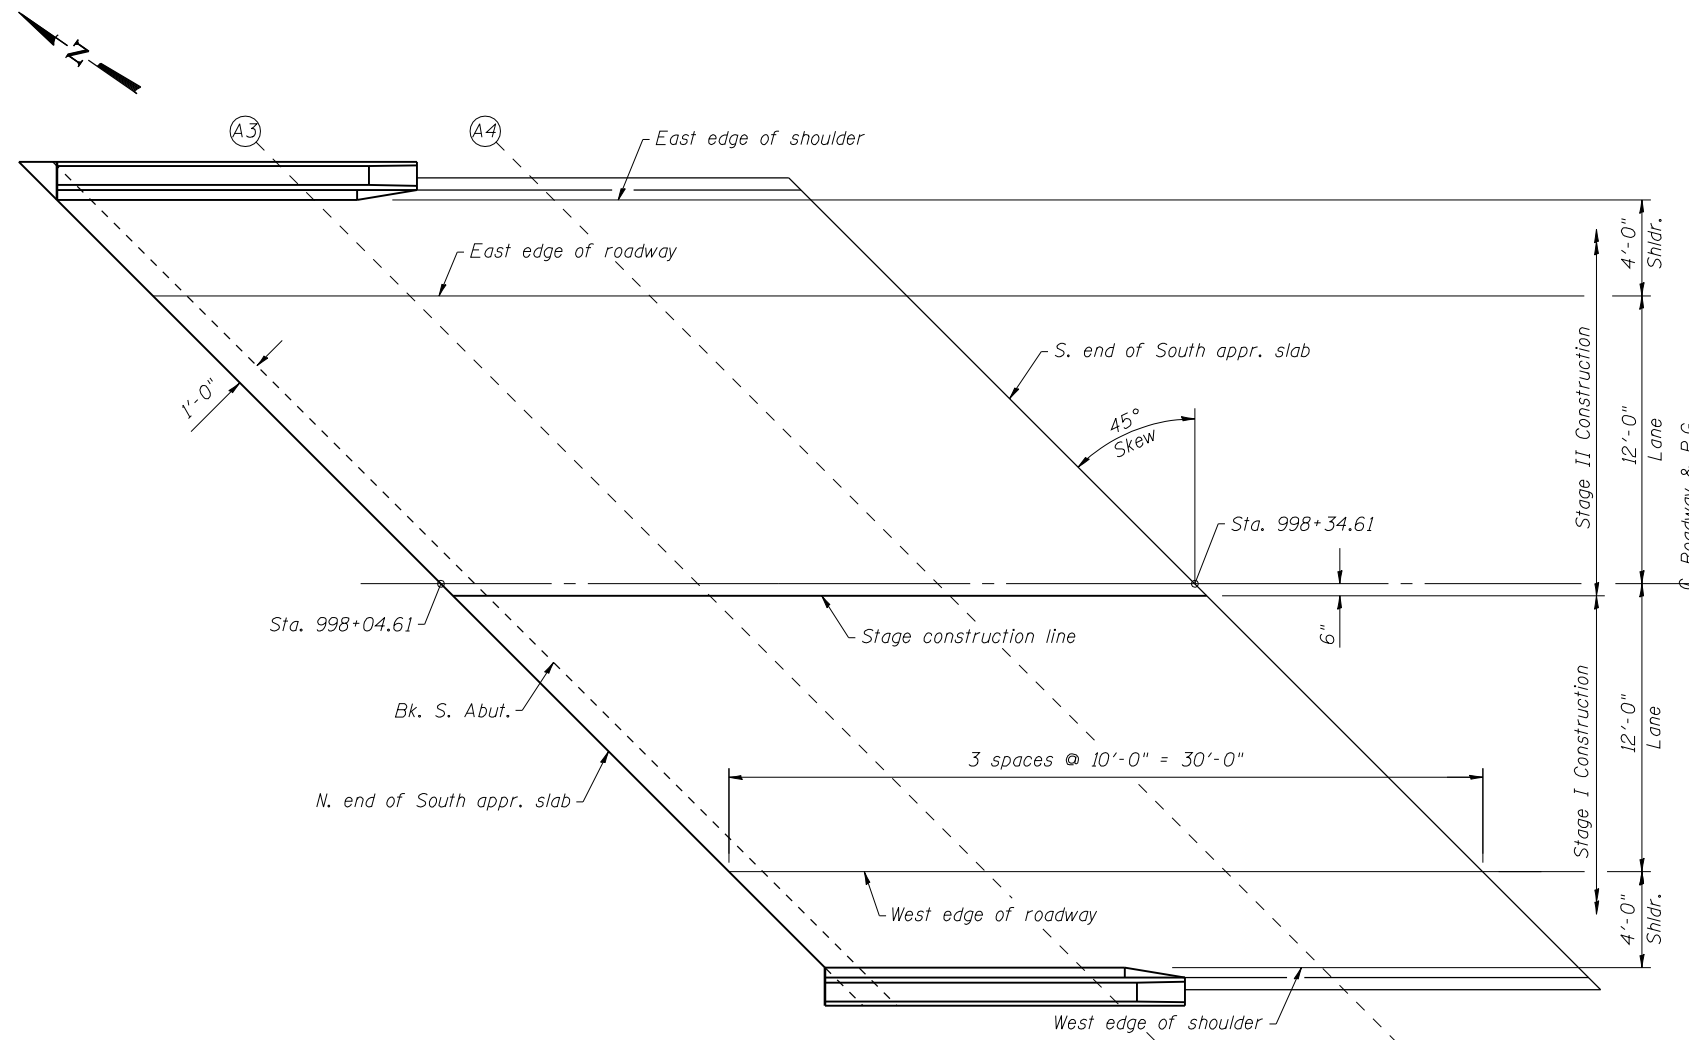 N
A3
A4
East edge of shoulder
East edge of roadway
S. end of South appr. slab
1'-0"
45°
Skew
Sta. 998+34.61
Sta. 998+04.61
Stage construction line
6"
Bk. S. Abut.
3 spaces @ 10'-0" = 30'-0"
N. end of South appr. slab
West edge of roadway
West edge of shoulder
Stage II Construction
Stage I Construction
4'-0"
Shldr.
12'-0"
Lane
12'-0"
Lane
4'-0"
Shldr.